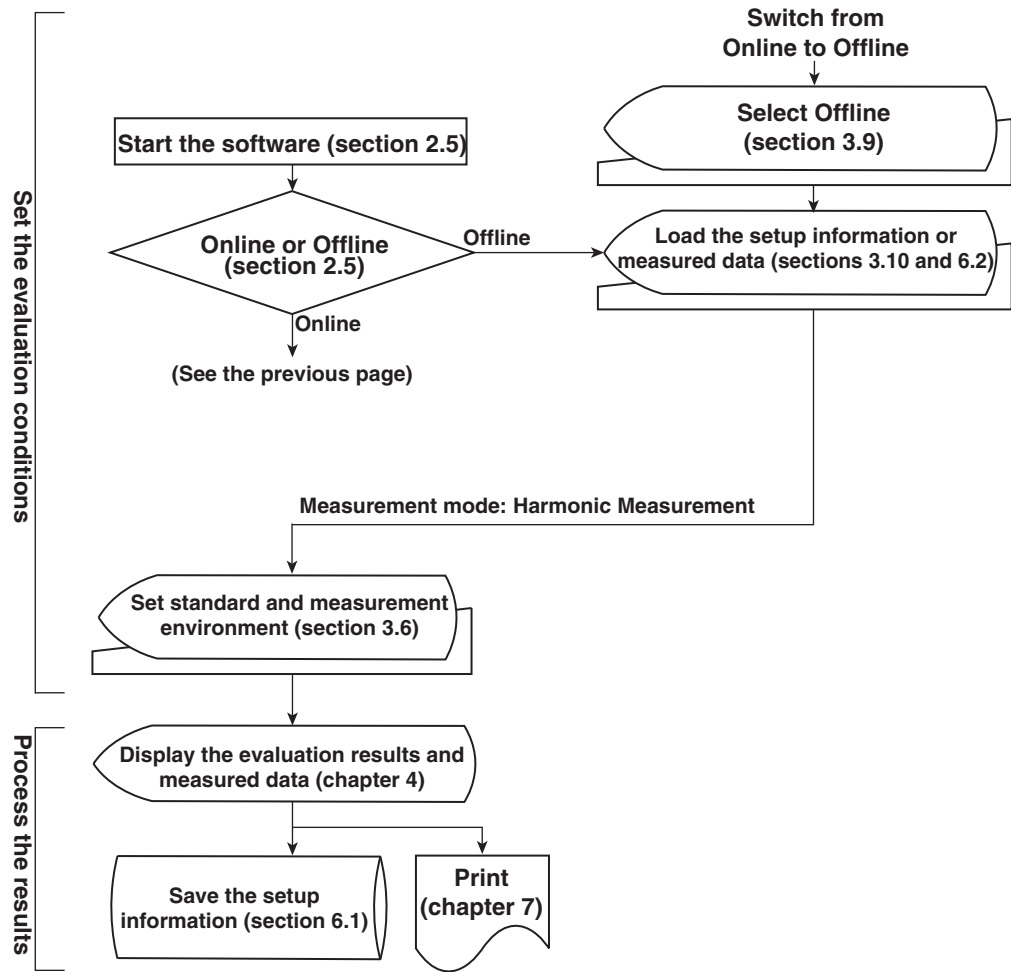 Set the evaluation conditions
Switch from
Online to Offline
Select Offline
(section 3.9)
Start the software (section 2.5)
Online or Offline
(section 2.5)
Offline
Load the setup information or
measured data (sections 3.10 and 6.2)
Online
(See the previous page)
Measurement mode: Harmonic Measurement
Set standard and measurement
environment (section 3.6)
Process the results
Display the evaluation results and
measured data (chapter 4)
Save the setup
information (section 6.1)
Print
(chapter 7)